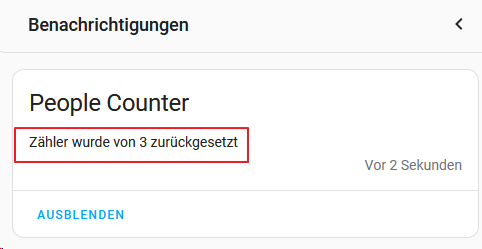 Benachrichtigungen
People Counter
Zähler wurde von 3 zurückgesetzt
Vor 2 Sekunden
AUSBLENDEN